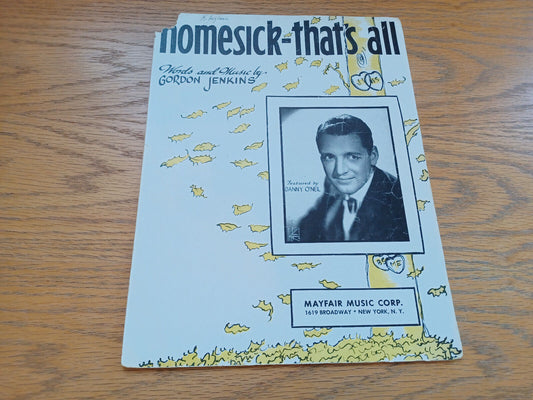 homesick-that's all
Words and Music by
GORDON JENKINS
Featured by
DANNY O'NEIL
ME
MAYFAIR MUSIC CORP.
1619 BROADWAY • NEW YORK, N. Y.